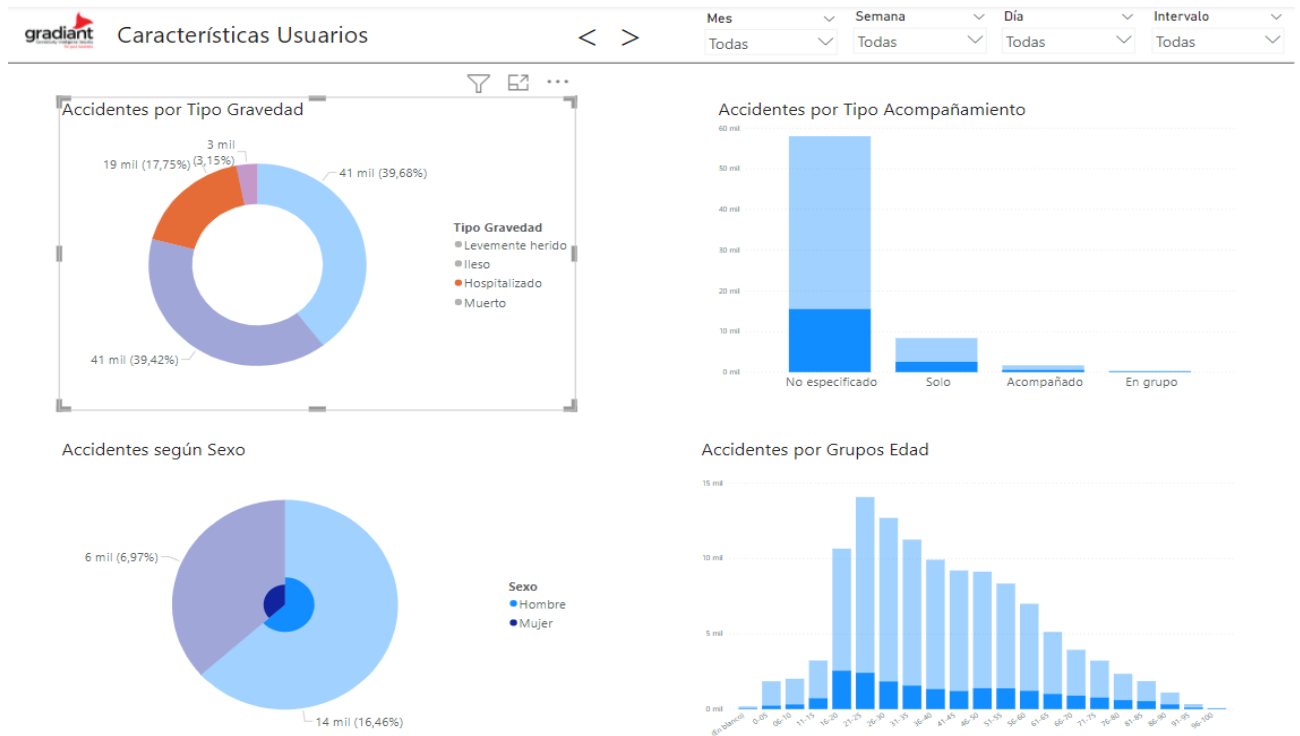 gradiant
Características Usuarios
< >
Mes
Todas
Semana
Todas
Día
Todas
Intervalo
Todas
Accidentes por Tipo Gravedad
3 mil
(3,15%)
19 mil (17,75%)
41 mil (39,68%)
41 mil (39,42%)
Tipo Gravedad
Levemente herido
Ileso
Hospitalizado
Muerto
Accidentes por Tipo Acompañamiento
60 mil
50 mil
40 mil
30 mil
20 mil
10 mil
0 mil
No especificado
Solo
Acompañado
En grupo
Accidentes según Sexo
6 mil (6,97%)
14 mil (16,46%)
Sexo
Hombre
Mujer
Accidentes por Grupos Edad
15 mil
10 mil
5 mil
0 mil
(En blanco)
0-05
06-10
11-15
16-20
21-25
26-30
31-35
36-40
41-45
46-50
51-55
56-60
61-65
66-70
71-75
76-80
81-85
86-90
91-95
96-100